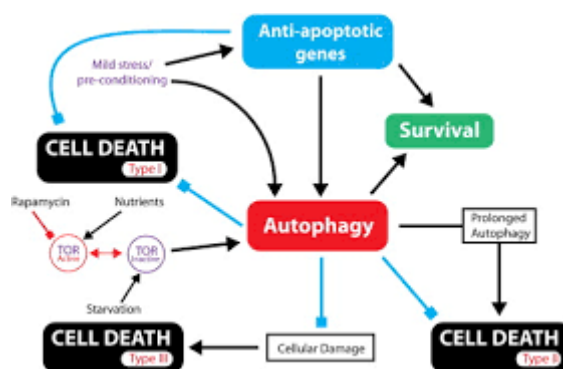 Anti-apoptotic
genes
Mild stress/
pre-conditioning
Survival
CELL DEATH
Type I
Rapamycin
Nutrients
Autophagy
Prolonged
Autophagy
TOR
Active
TOR
Inactive
Starvation
CELL DEATH
Type III
Cellular Damage
CELL DEATH
Type II